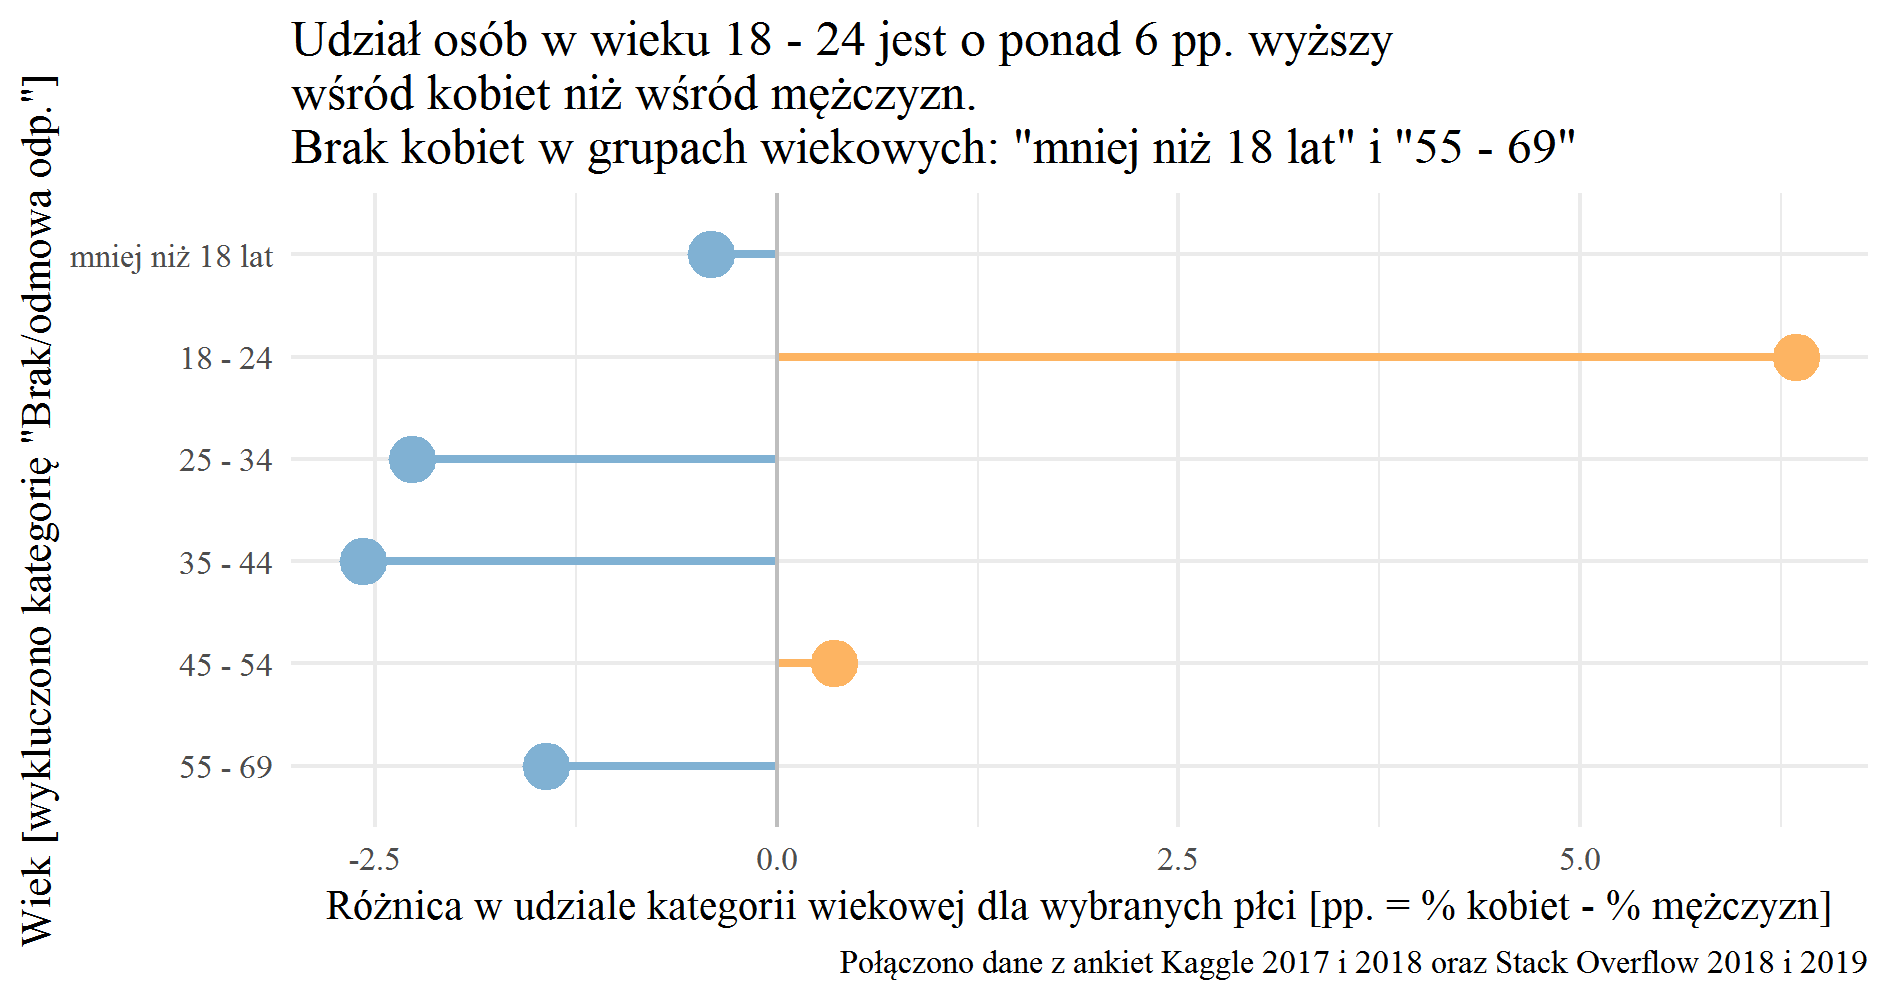 Udział osób w wieku 18 - 24 jest o ponad 6 pp. wyższy
wśród kobiet niż wśród mężczyzn.
Brak kobiet w grupach wiekowych: "mniej niż 18 lat" i "55 - 69"
Wiek [wykluczono kategorię "Brak/odmowa odp."]
mniej niż 18 lat
18 - 24
25 - 34
35 - 44
45 - 54
55 - 69
-2.5 0.0 2.5 5.0
Różnica w udziale kategorii wiekowej dla wybranych płci [pp. = % kobiet - % mężczyzn]
Połączono dane z ankiet Kaggle 2017 i 2018 oraz Stack Overflow 2018 i 2019